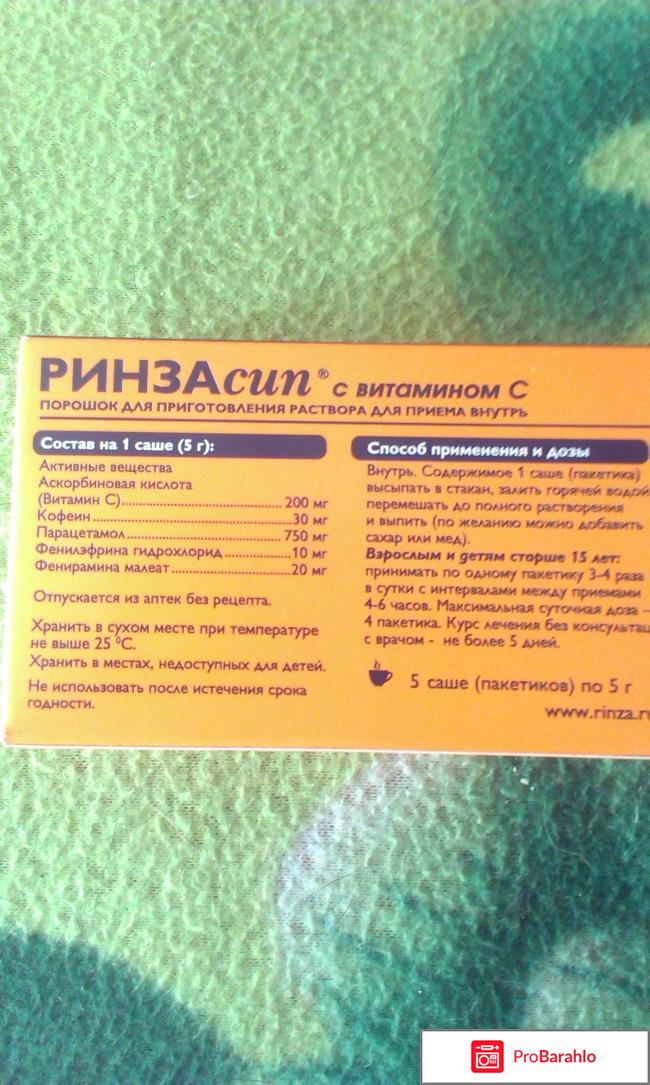 РИНЗАсип® с витамином С
ПОРОШОК ДЛЯ ПРИГОТОВЛЕНИЯ РАСТВОРА ДЛЯ ПРИЕМА ВНУТРЬ
Состав на 1 саше (5 г):
Активные вещества
Аскорбиновая кислота
(Витамин С)................................200 мг
Кофеин........................................30 мг
Парацетамол...............................750 мг
Фенилэфрина гидрохлорид..............10 мг
Фенирамина малеат.........................20 мг
Отпускается из аптек без рецепта.
Хранить в сухом месте при температуре
не выше 25 ⁰С.
Хранить в местах, недоступных для детей.
Не использовать после истечения срока
годности.
Способ применения и дозы
Внутрь. Содержимое 1 саше (пакетика)
высыпать в стакан, залить горячей водой
перемешать до полного растворения
и выпить (по желанию можно добавить
сахар или мед).
Взрослым и детям старше 15 лет:
принимать по одному пакетику 3-4 раза
в сутки с интервалами между приемами
4-6 часов. Максимальная суточная доза –
4 пакетика. Курс лечения без консультац
с врачом - не более 5 дней.
5 саше (пакетиков) по 5 г
www.rinza.ru
ProBarahlo